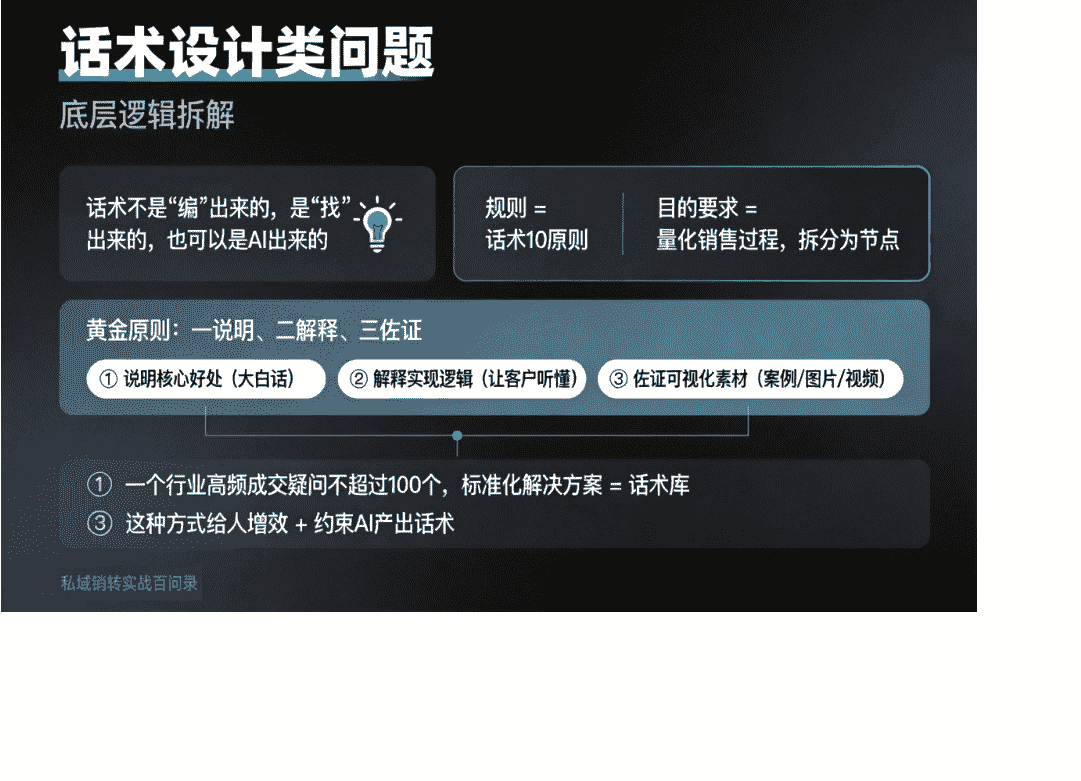 话术设计类问题
底层逻辑拆解
话术不是“编”出来的，是“找”
出来的，也可以是AI出来的
规则 =
话术10原则
目的要求 =
量化销售过程，拆分为节点
黄金原则：一说明、二解释、三佐证
① 说明核心好处（大白话）
② 解释实现逻辑（让客户听懂）
③ 佐证可视化素材（案例/图片/视频）
① 一个行业高频成交疑问不超过100个，标准化解决方案 = 话术库
③ 这种方式给人增效 + 约束AI产出话术
私域销转实战百问录